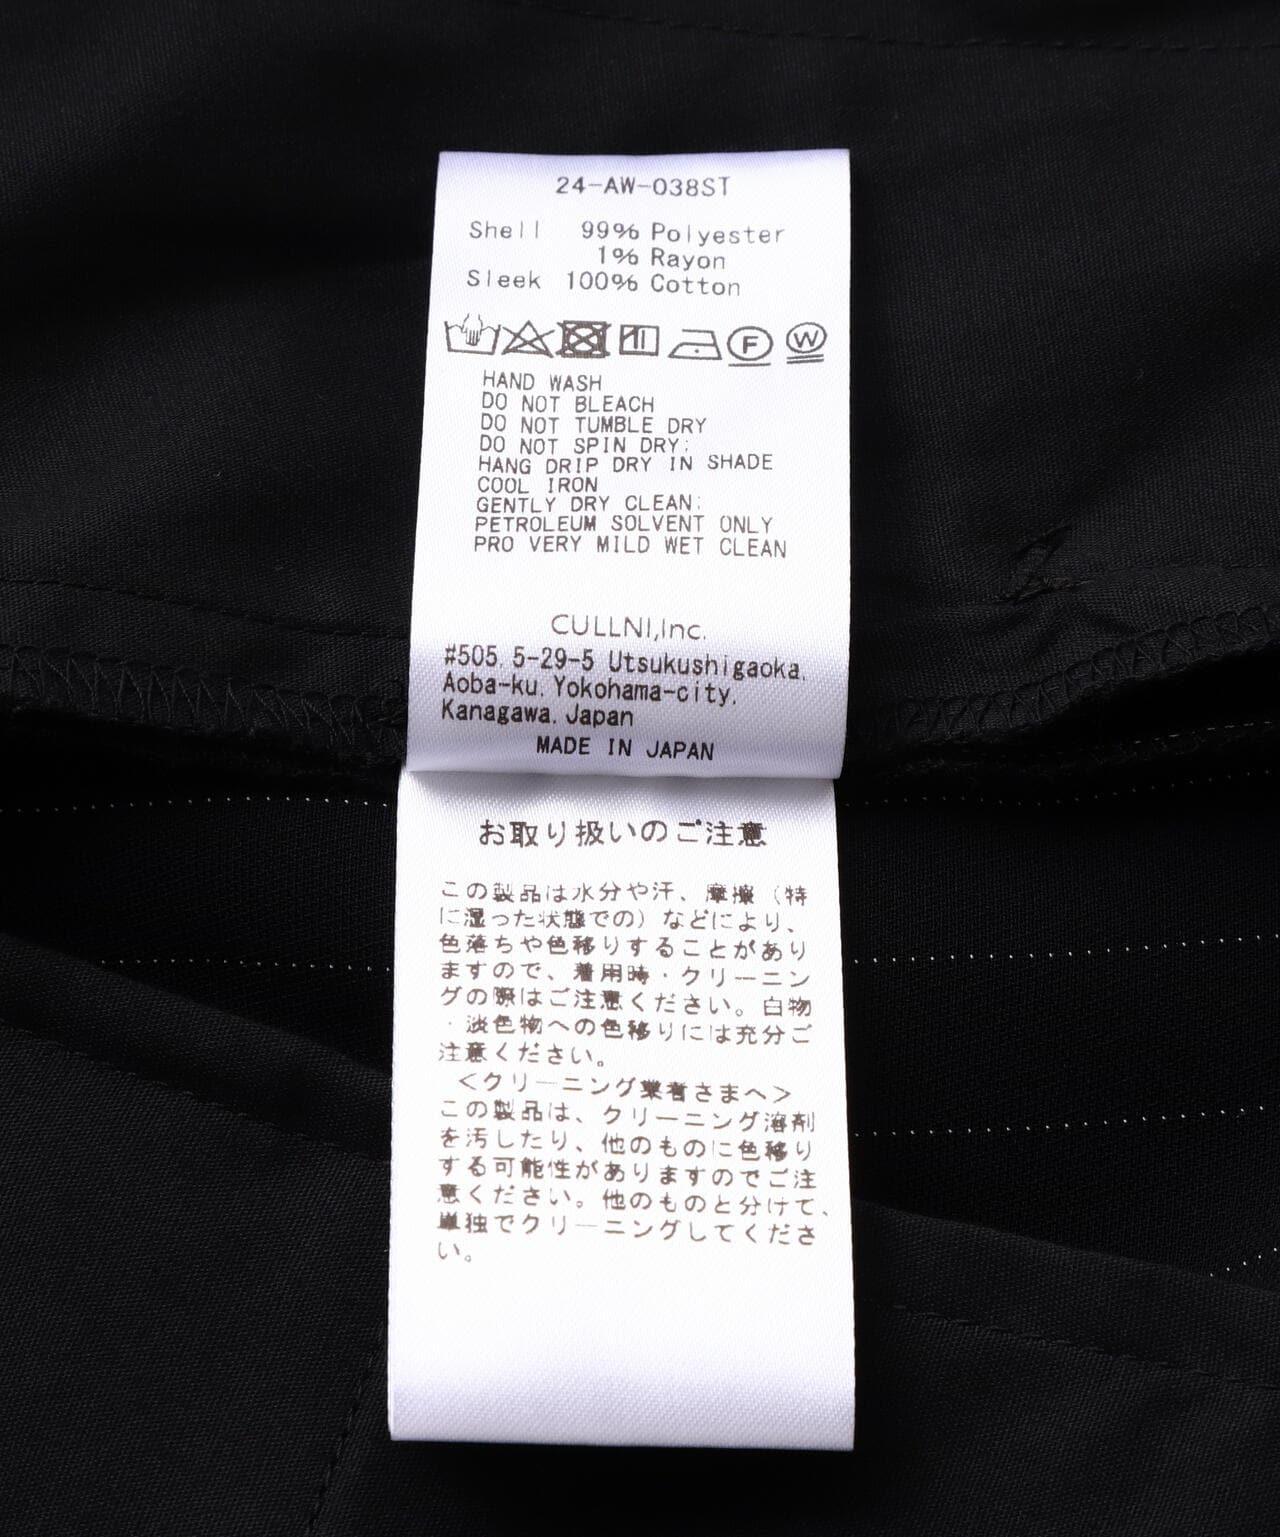 24-AW-038ST
Shell 99% Polyester
1% Rayon
Sleek 100% Cotton
F W
HAND WASH
DO NOT BLEACH
DO NOT TUMBLE DRY
DO NOT SPIN DRY:
HANG DRIP DRY IN SHADE
COOL IRON
GENTLY DRY CLEAN:
PETROLEUM SOLVENT ONLY
PRO VERY MILD WET CLEAN
CULLNI,Inc.
#505, 5-29-5 Utsukushigaoka,
Aoba-ku, Yokohama-city,
Kanagawa, Japan
MADE IN JAPAN
お取り扱いのご注意
この製品は水分や汗、摩擦（特
に湿った状態での）などにより、
色落ちや色移りすることがあり
ますので、着用時・クリーニン
グの際はご注意ください。白物
・淡色物への色移りには充分ご
注意ください。
＜クリーニング業者さまへ＞
この製品は、クリーニング溶剤
を汚したり、他のものに色移り
する可能性がありますのでご注
意ください。他のものと分けて、
単独でクリーニングしてくださ
い。